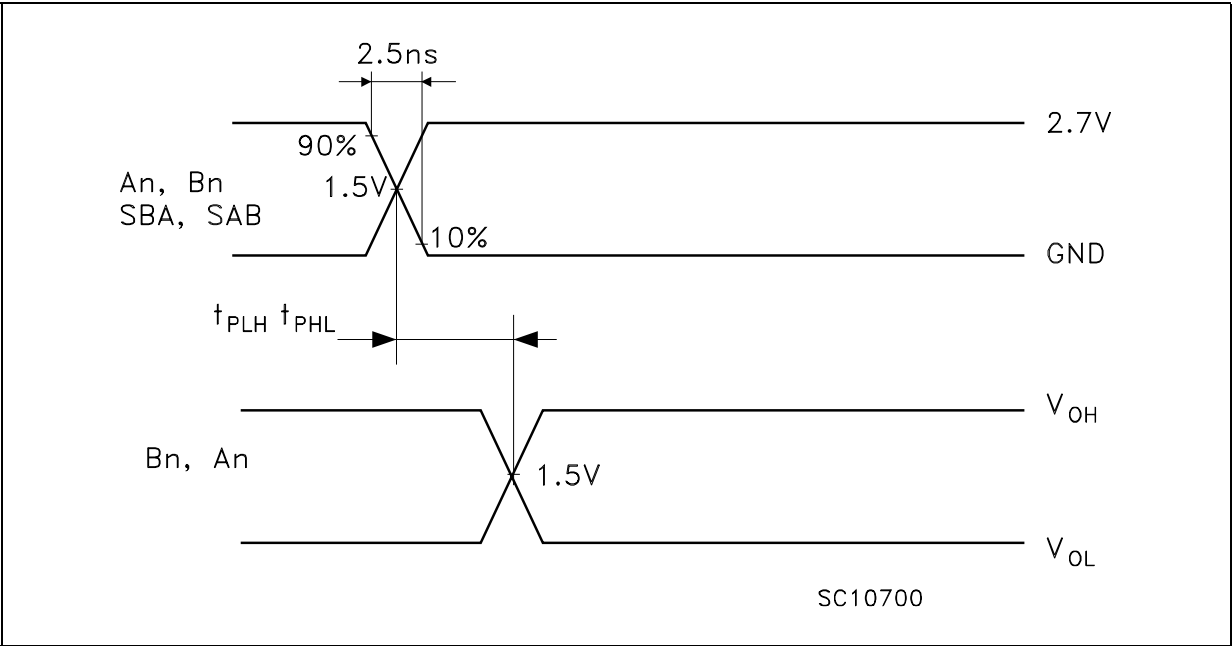 2.5ns
2.7V
90%
An, Bn
1.5V
SBA, SAB
10%
GND
tPLH tPHL
VOH
Bn, An
1.5V
VOL
SC10700